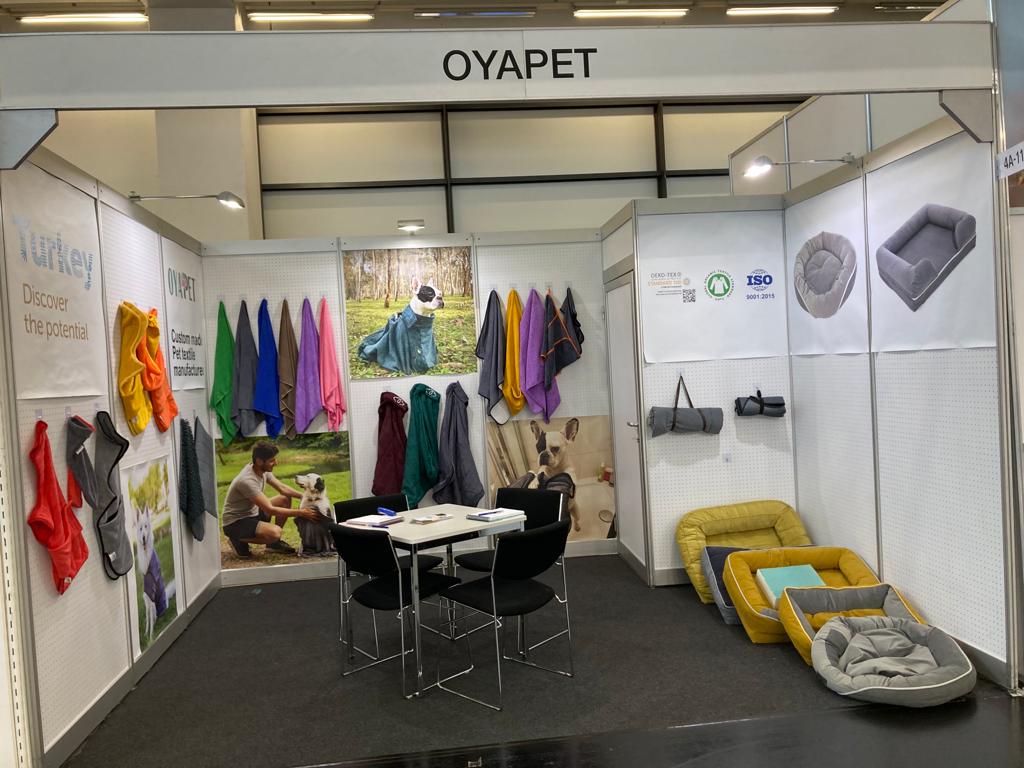 OYAPET
4A-11
Turkey
Discover
the potential
OYAPET
Custom made
Pet textile
manufacturer
OEKO-TEX
STANDARD 100
ISO
9001:2015